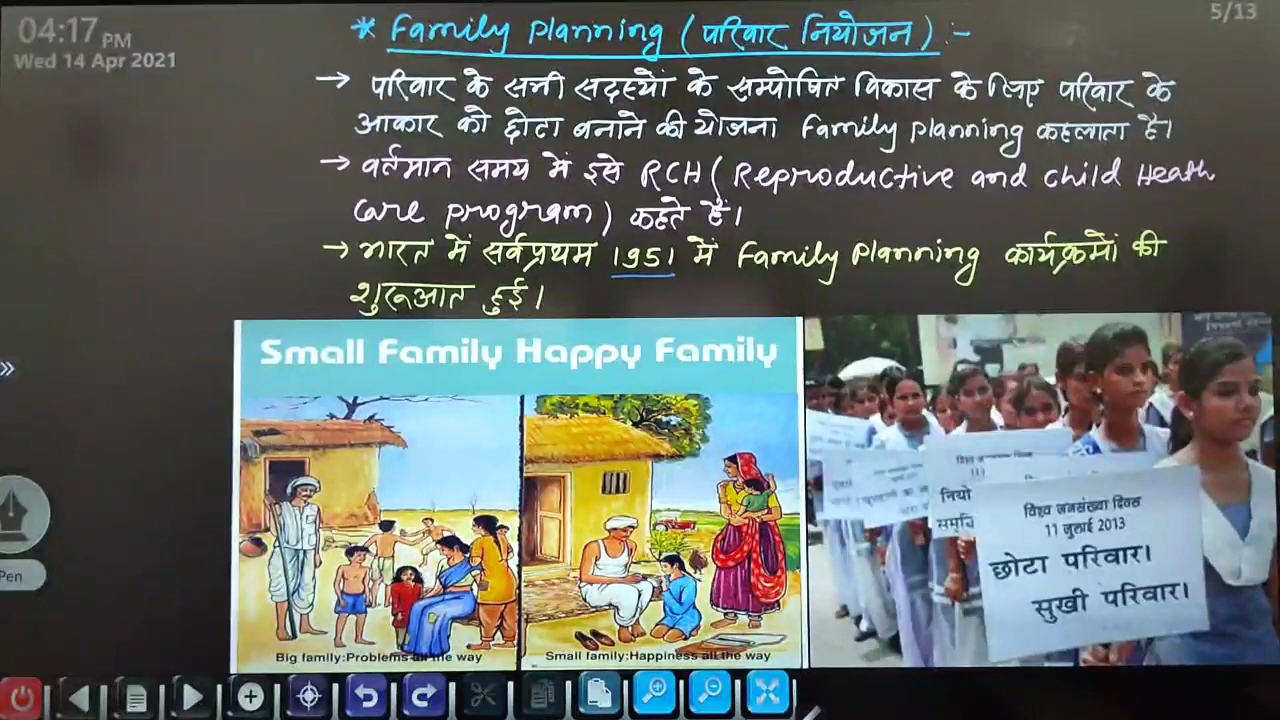 04:17 PM
Wed 14 Apr 2021
5/13
* Family Planning (परिवार नियोजन) :-
→ परिवार के सभी सदस्यों के सम्पोषित विकास के लिए परिवार के
आकार को छोटा बनाने की योजना Family Planning कहलाता है।
→ वर्तमान समय में इसे RCH (Reproductive and Child Heath
Care program) कहते हैं।
→ भारत में सर्वप्रथम 1951 में Family Planning कार्यक्रमों की
शुरूआत हुई।
Small Family Happy Family
Big family:Problems all the way
Small family:Happiness all the way
विश्व जनसंख्या दिवस
11 जुलाई 2013
छोटा परिवार।
सुखी परिवार।
नियो
Pen